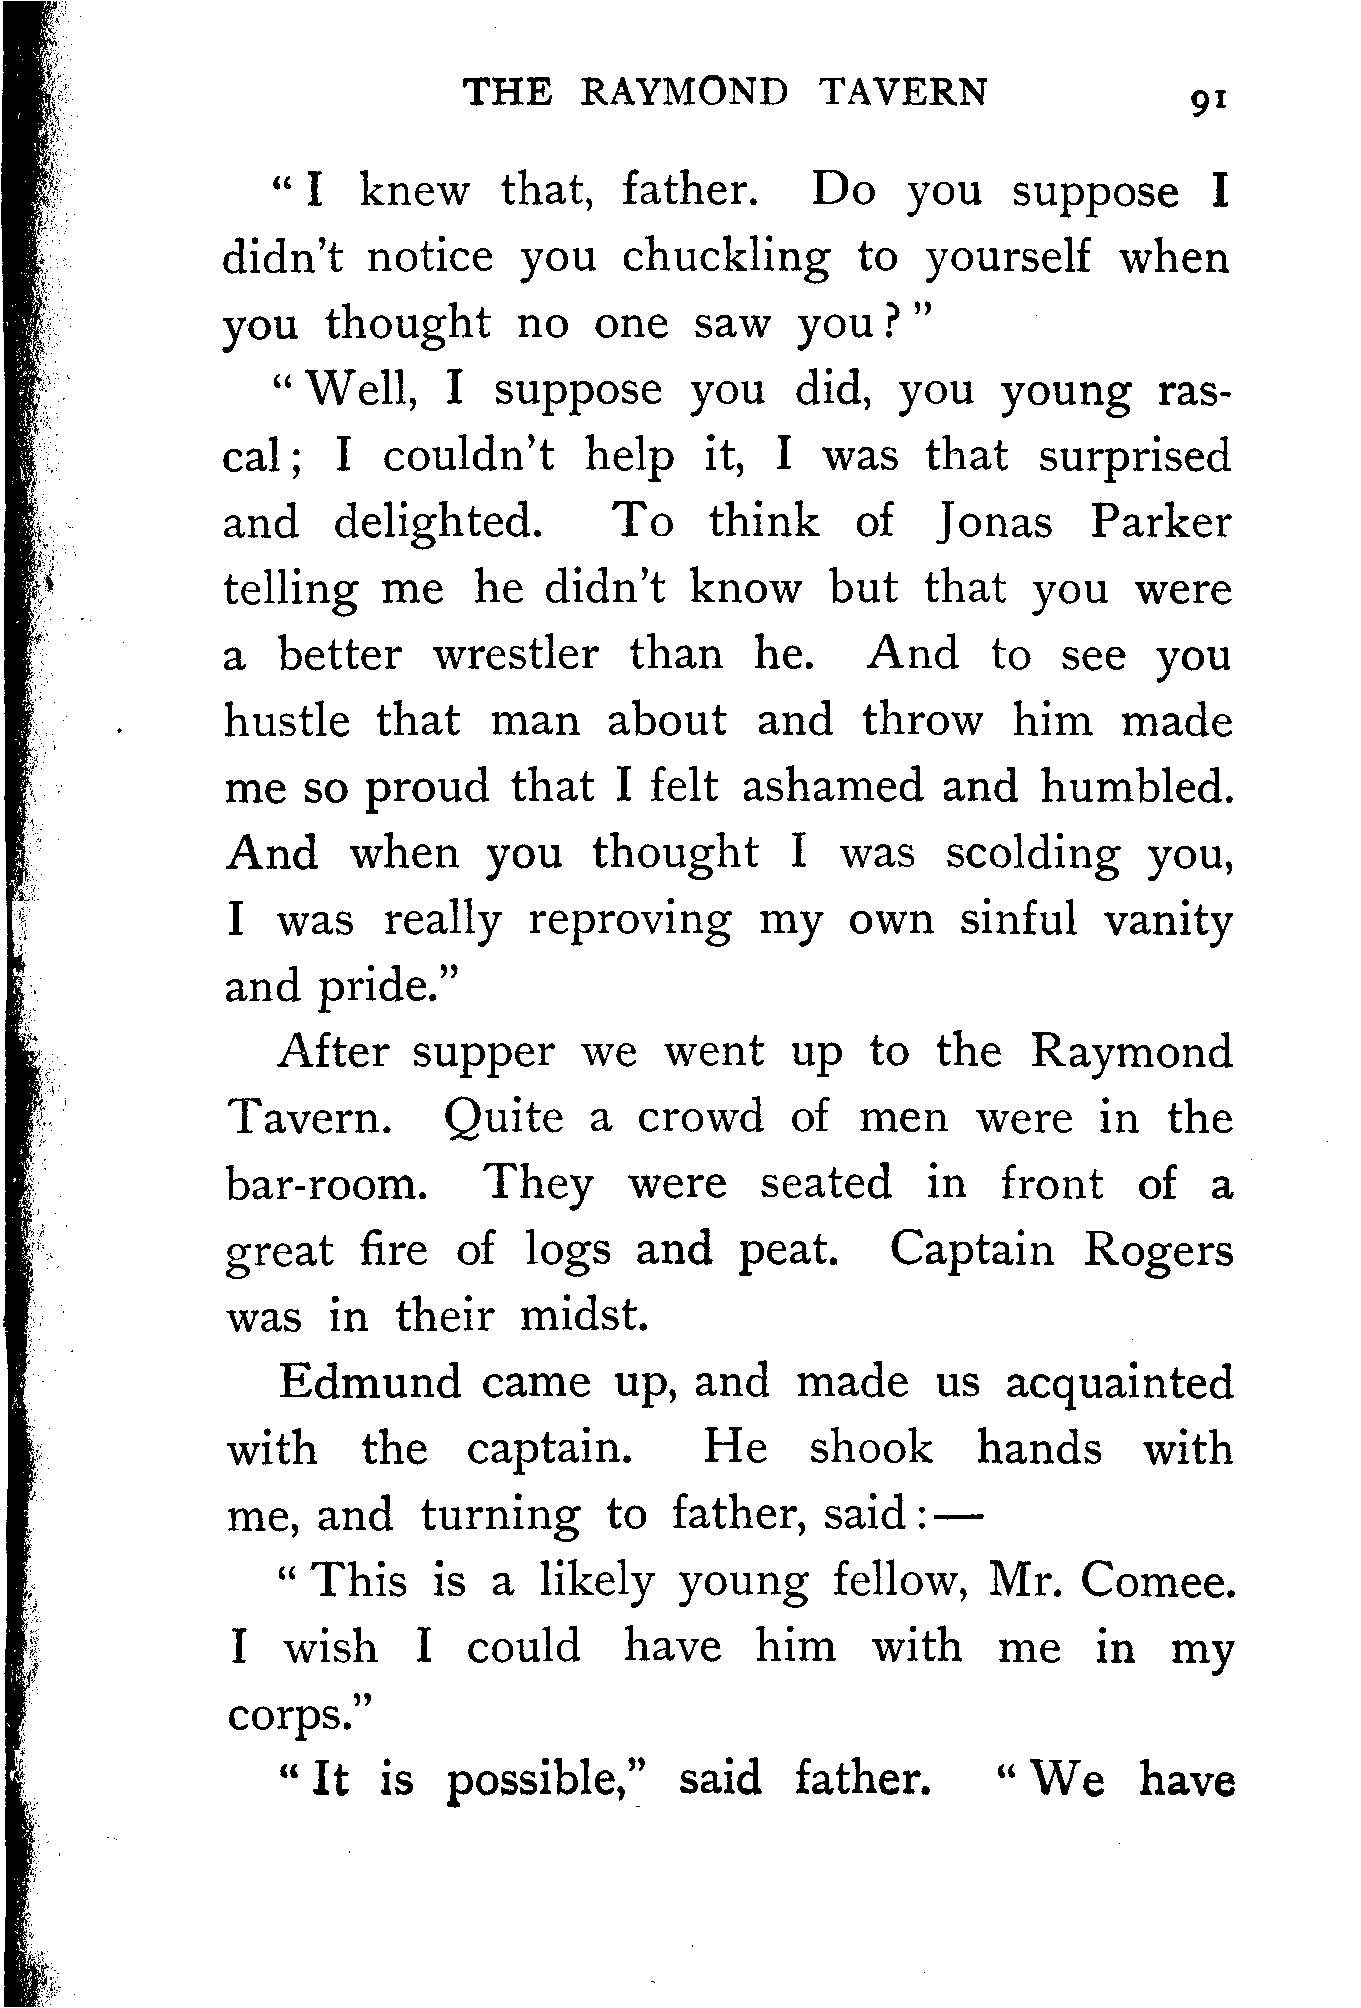 THE RAYMOND TAVERN 91
"I knew that, father. Do you suppose I
didn't notice you chuckling to yourself when
you thought no one saw you?"
"Well, I suppose you did, you young ras-
cal; I couldn't help it, I was that surprised
and delighted. To think of Jonas Parker
telling me he didn't know but that you were
a better wrestler than he. And to see you
hustle that man about and throw him made
me so proud that I felt ashamed and humbled.
And when you thought I was scolding you,
I was really reproving my own sinful vanity
and pride."
After supper we went up to the Raymond
Tavern. Quite a crowd of men were in the
bar-room. They were seated in front of a
great fire of logs and peat. Captain Rogers
was in their midst.
Edmund came up, and made us acquainted
with the captain. He shook hands with
me, and turning to father, said:—
"This is a likely young fellow, Mr. Comee.
I wish I could have him with me in my
corps."
"It is possible," said father. "We have